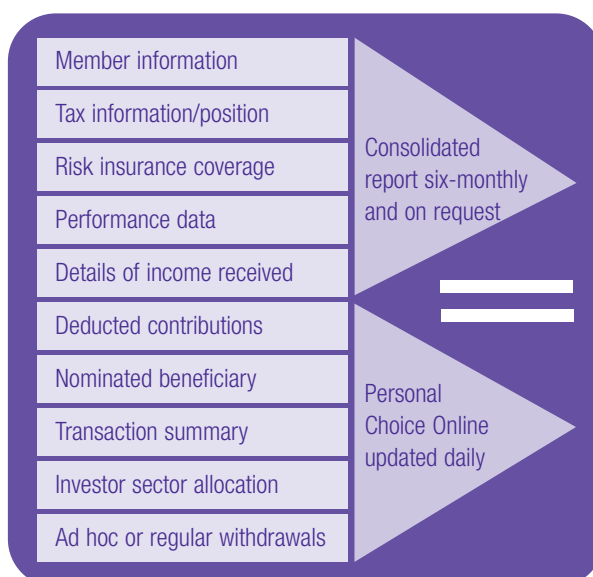 Member information
Tax information/position
Risk insurance coverage
Performance data
Details of income received
Deducted contributions
Nominated beneficiary
Transaction summary
Investor sector allocation
Ad hoc or regular withdrawals
Consolidated
report six-monthly
and on request
Personal
Choice Online
updated daily